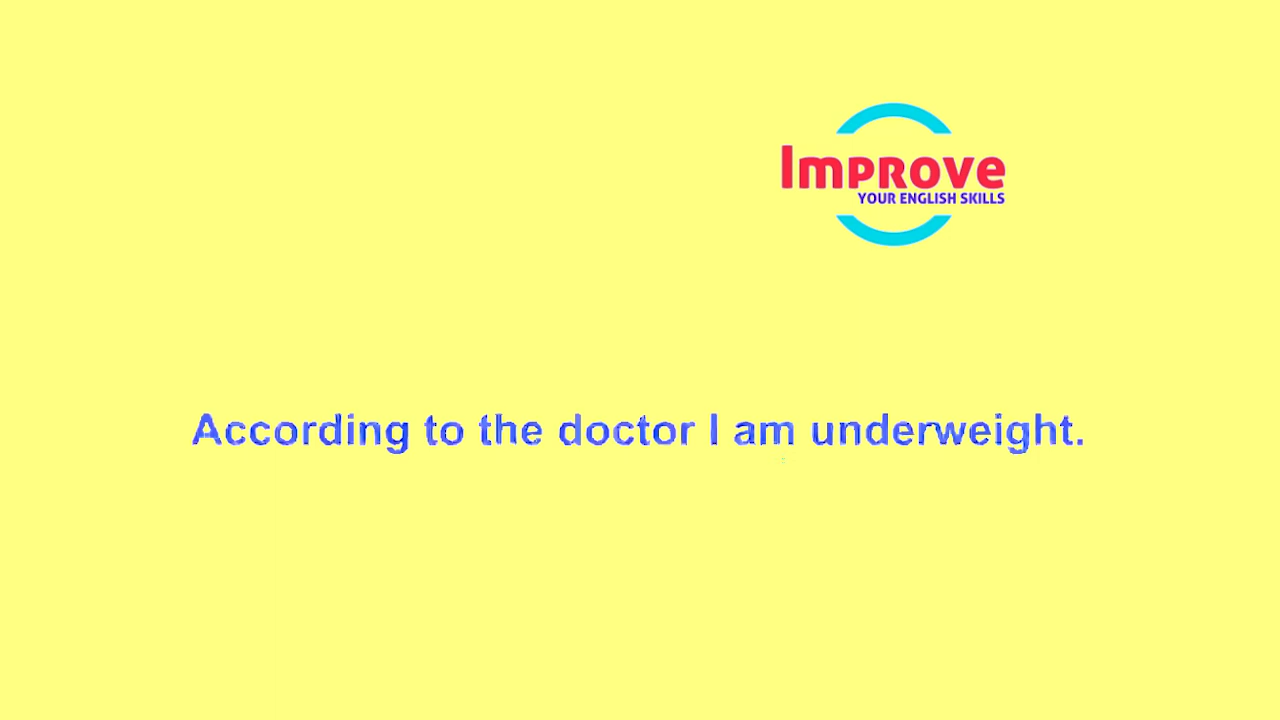 Improve
YOUR ENGLISH SKILLS
According to the doctor I am underweight.